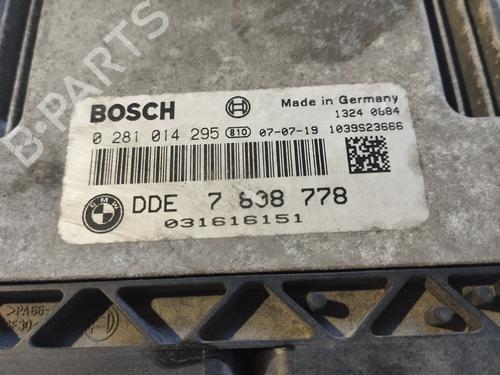 BOSCH
Made in Germany
1324 0684
0 281 014 295 810 07-07-19 1039S23666
BMW
DDE 7 808 778
031616151
>PA66-
GF30
B-PARTS